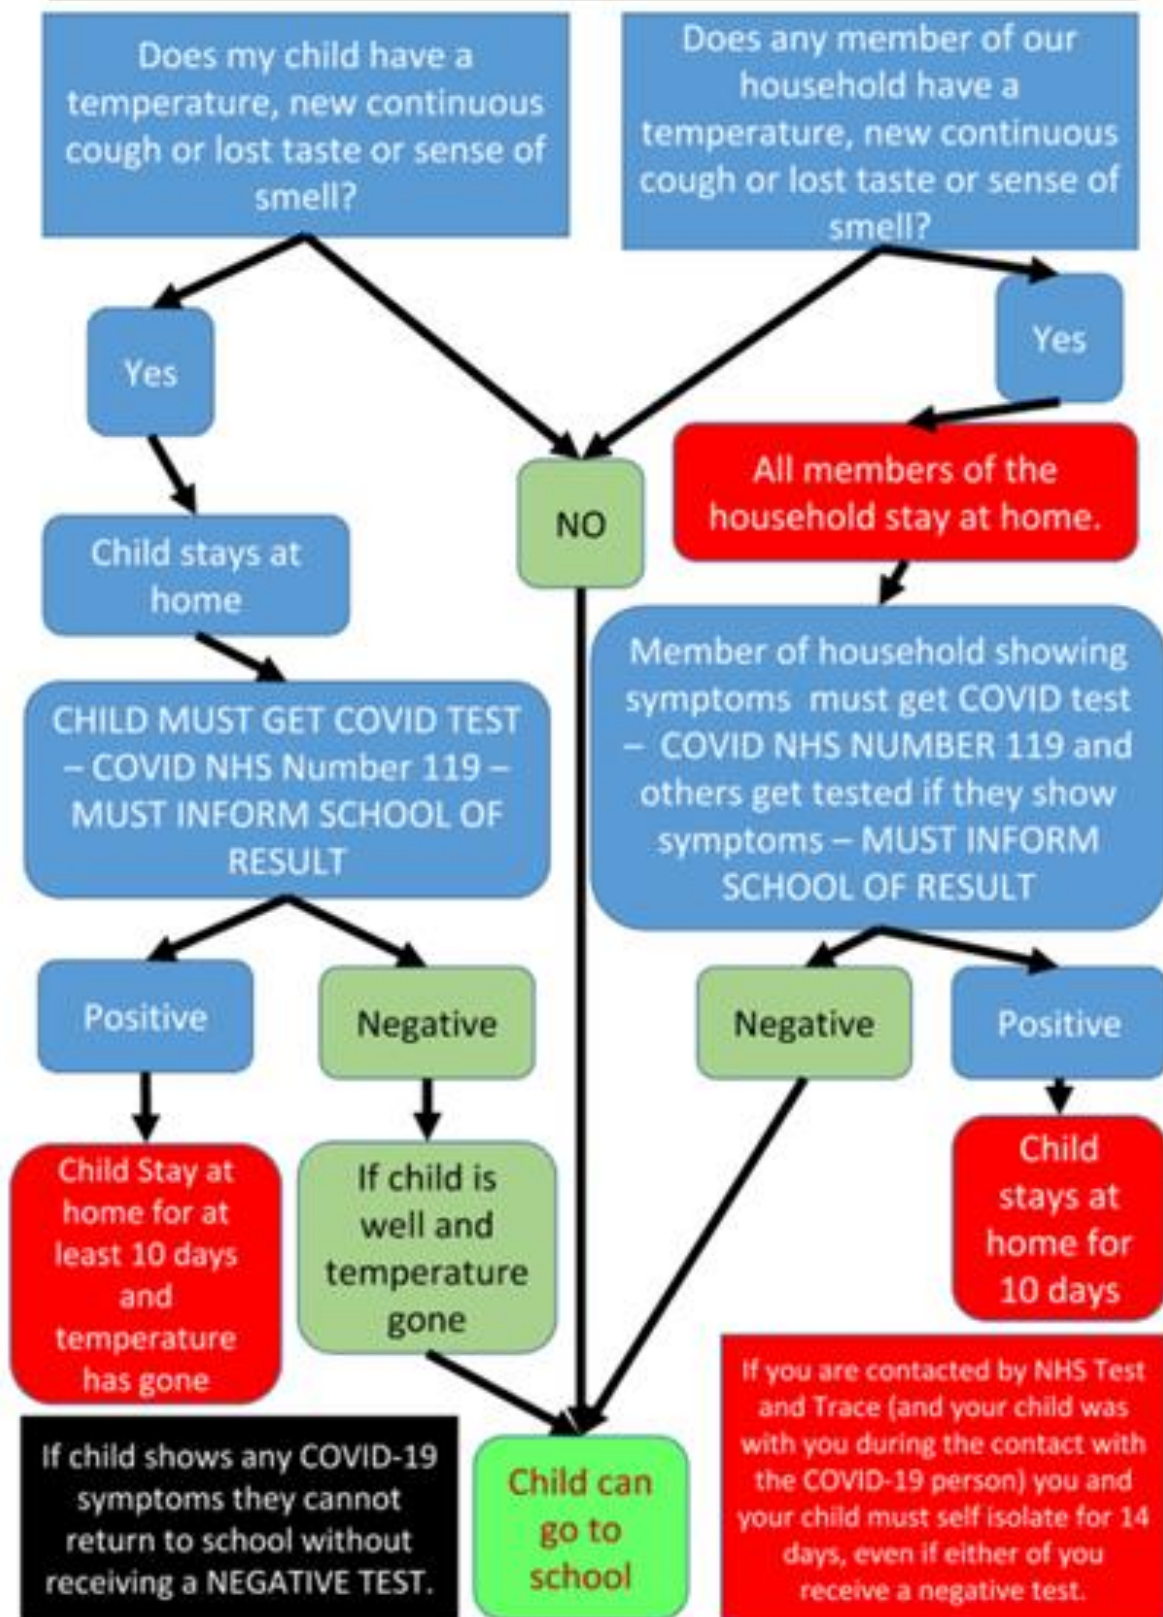 Does my child have a
temperature, new continuous
cough or lost taste or sense of
smell?
Does any member of our
household have a
temperature, new continuous
cough or lost taste or sense of
smell?
Yes
Yes
NO
All members of the
household stay at home.
Child stays at
home
Member of household showing
symptoms must get COVID test
– COVID NHS NUMBER 119 and
others get tested if they show
symptoms – MUST INFORM
SCHOOL OF RESULT
CHILD MUST GET COVID TEST
– COVID NHS Number 119 –
MUST INFORM SCHOOL OF
RESULT
Positive
Negative
Negative
Positive
Child Stay at
home for at
least 10 days
and
temperature
has gone
If child is
well and
temperature
gone
Child
stays at
home for
10 days
If child shows any COVID-19
symptoms they cannot
return to school without
receiving a NEGATIVE TEST.
Child can
go to
school
If you are contacted by NHS Test
and Trace (and your child was
with you during the contact with
the COVID-19 person) you and
your child must self isolate for 14
days, even if either of you
receive a negative test.